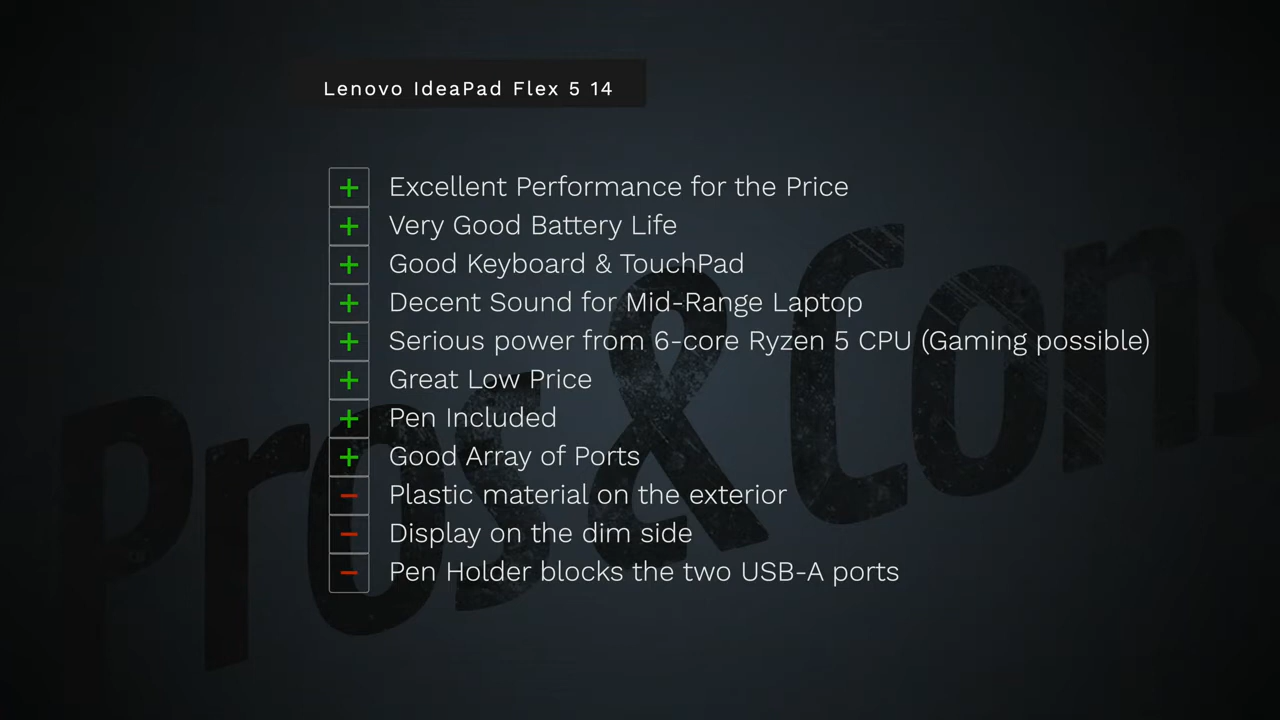 Lenovo IdeaPad Flex 5 14
+ Excellent Performance for the Price
+ Very Good Battery Life
+ Good Keyboard & TouchPad
+ Decent Sound for Mid-Range Laptop
+ Serious power from 6-core Ryzen 5 CPU (Gaming possible)
+ Great Low Price
+ Pen Included
+ Good Array of Ports
- Plastic material on the exterior
- Display on the dim side
- Pen Holder blocks the two USB-A ports
Pros & Cons